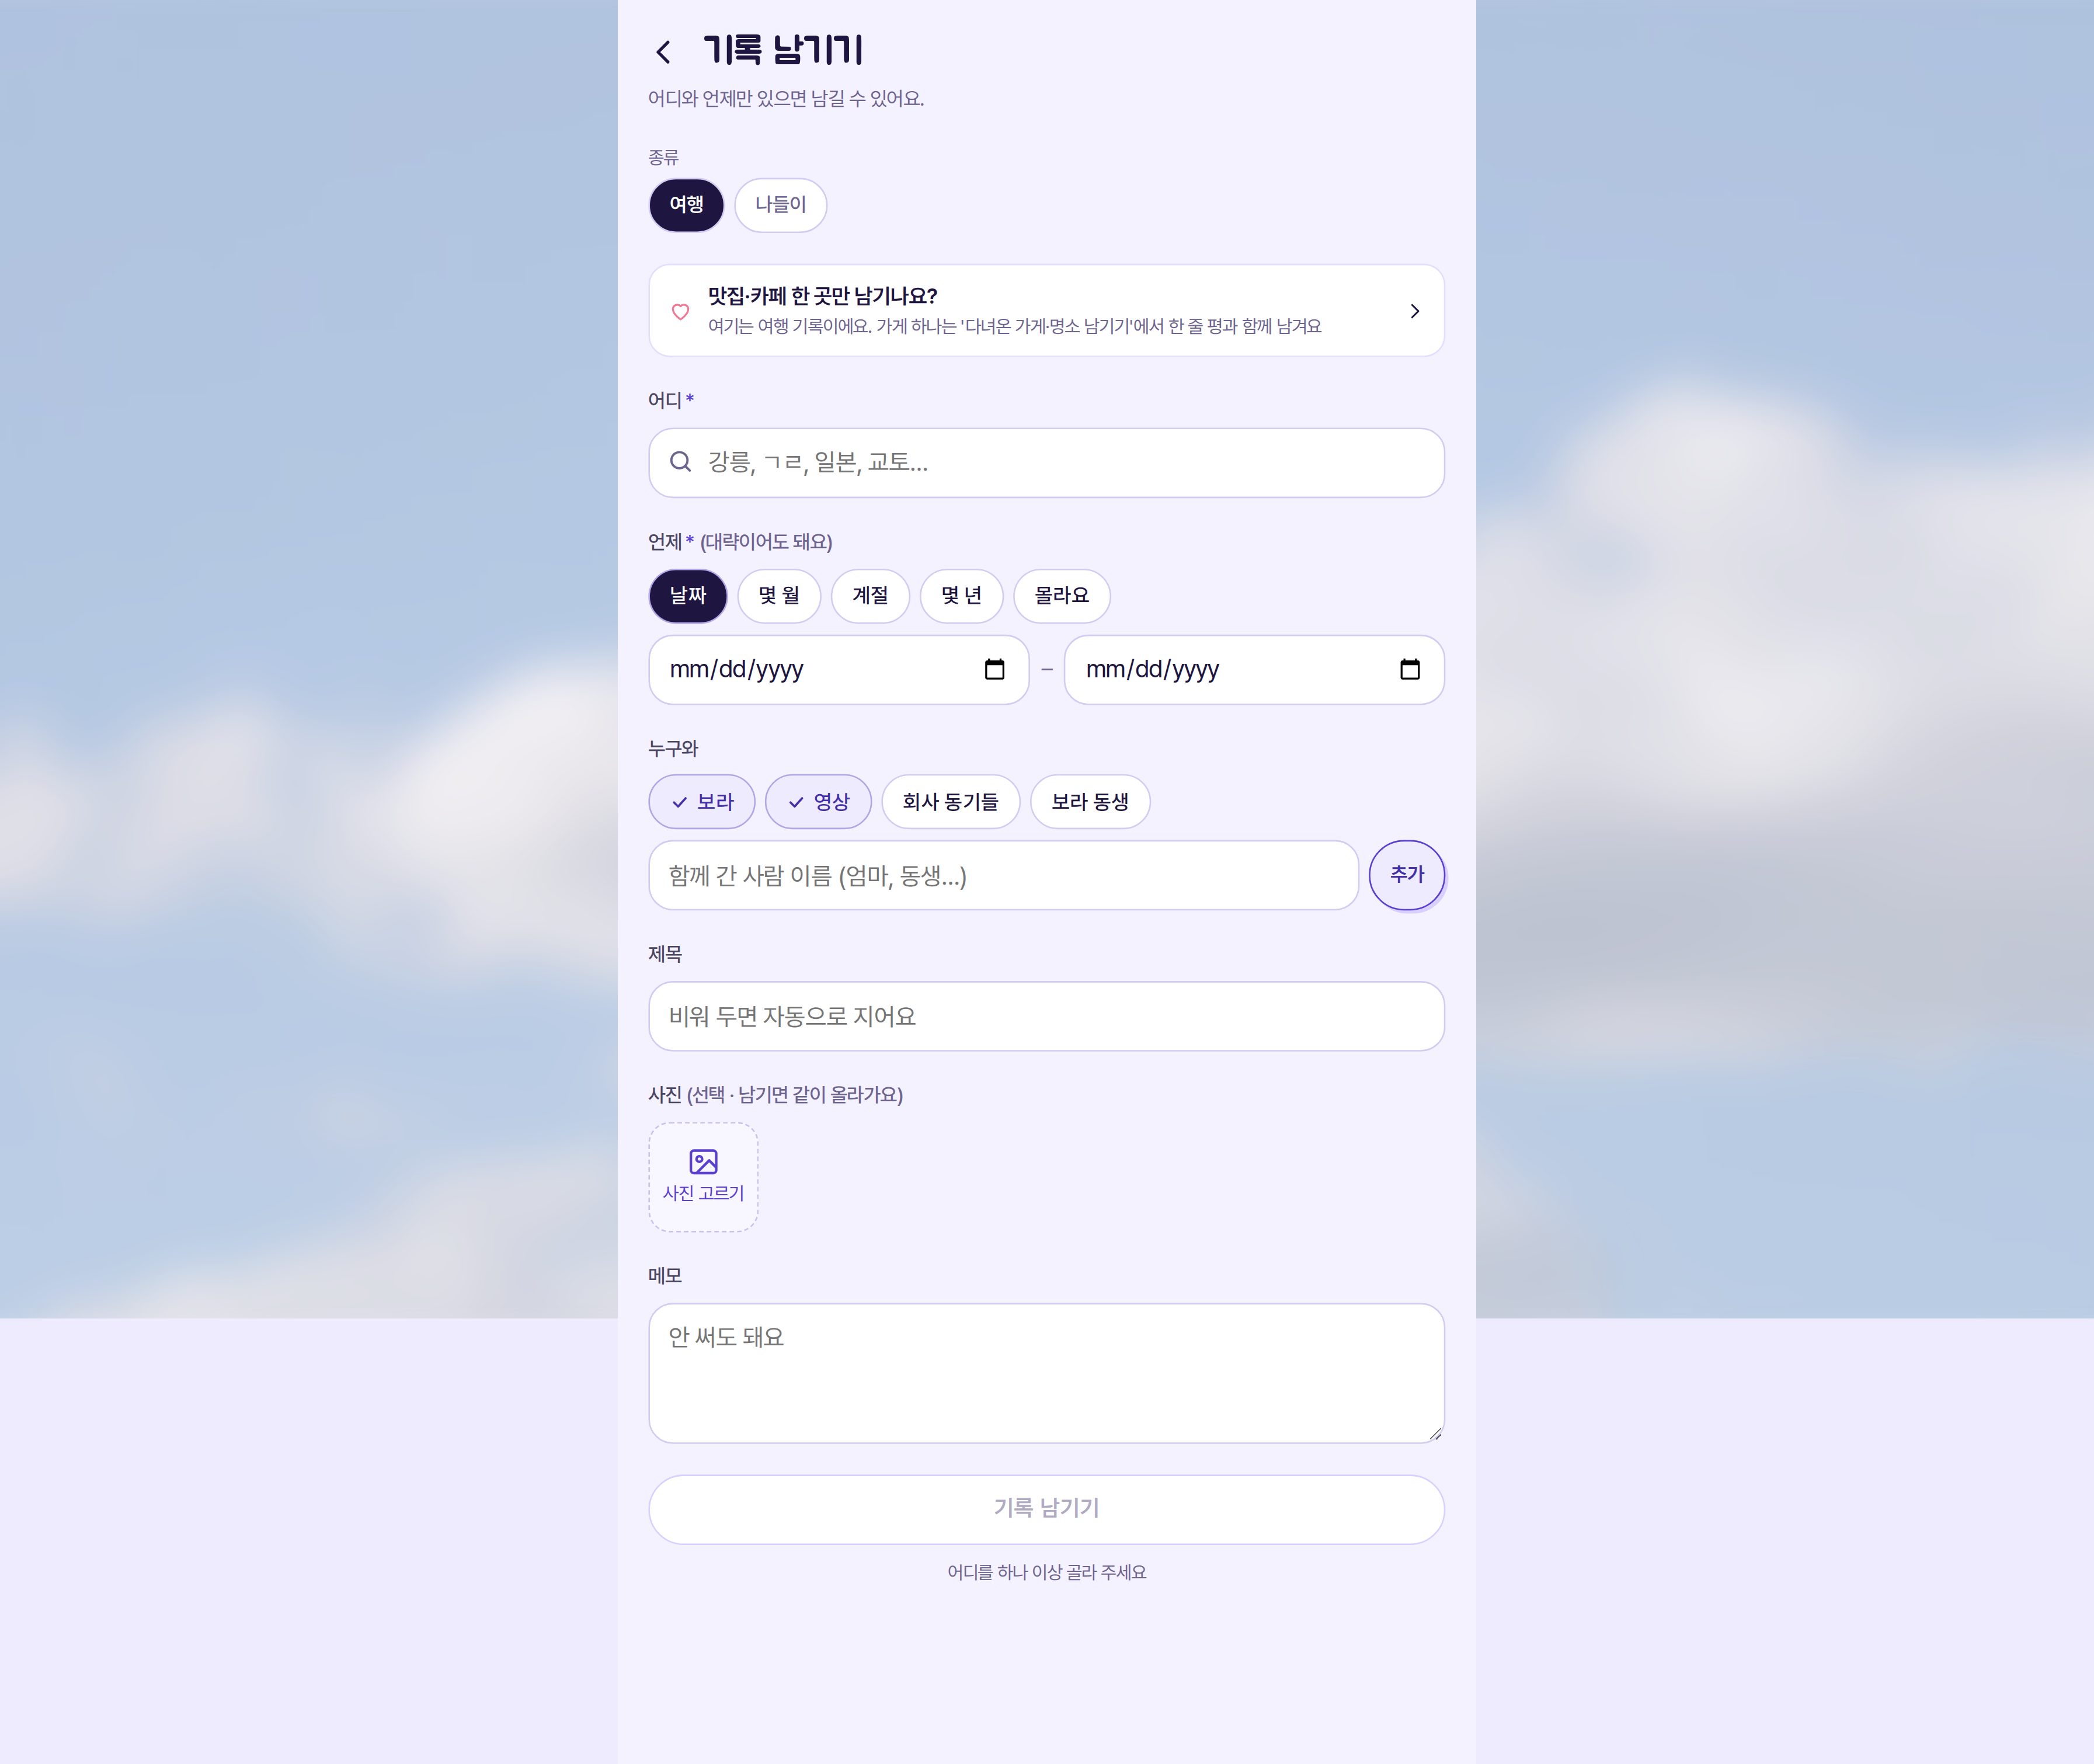 기록 남기기
어디와 언제만 있으면 남길 수 있어요.
종류
여행 나들이
맛집·카페 한 곳만 남기나요?
여기는 여행 기록이에요. 가게 하나는 '다녀온 가게·명소 남기기'에서 한 줄 평과 함께 남겨요
어디 *
강릉, ㄱㄹ, 일본, 교토...
언제 * (대략이어도 돼요)
날짜 몇 월 계절 몇 년 몰라요
mm/dd/yyyy – mm/dd/yyyy
누구와
보라 영상 회사 동기들 보라 동생
함께 간 사람 이름 (엄마, 동생...) 추가
제목
비워 두면 자동으로 지어요
사진 (선택 · 남기면 같이 올라가요)
사진 고르기
메모
안 써도 돼요
기록 남기기
어디를 하나 이상 골라 주세요